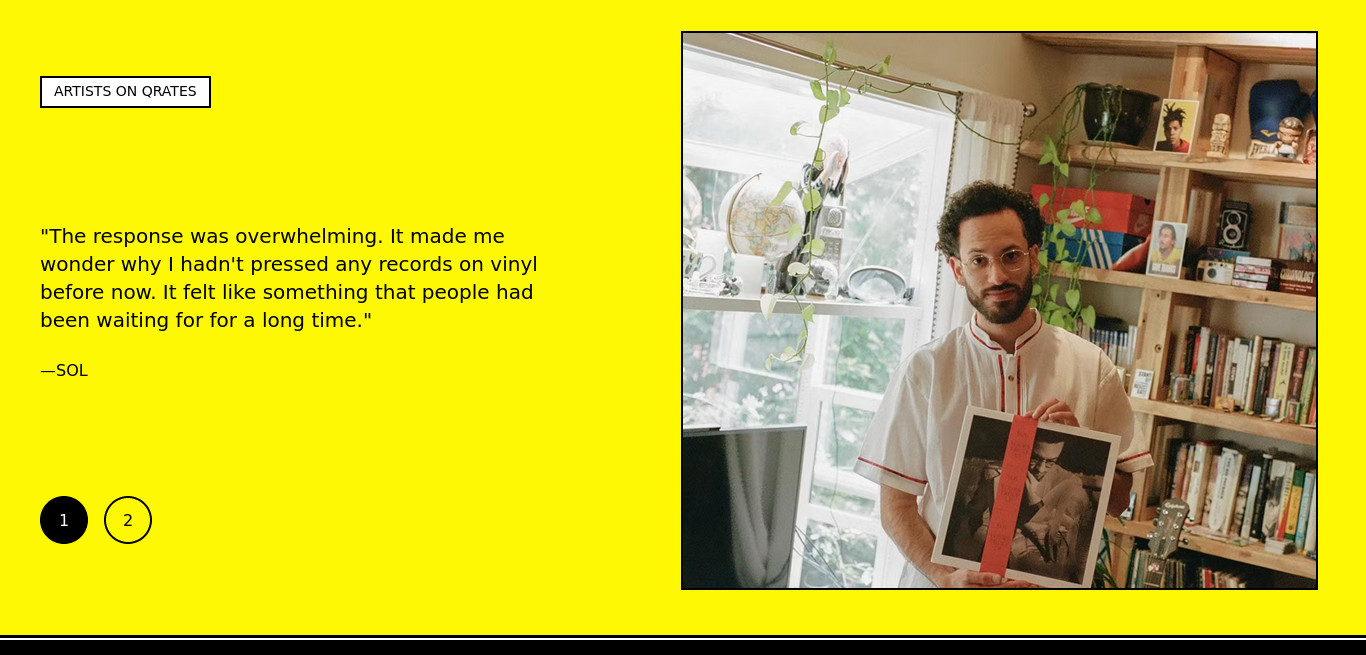 ARTISTS ON QRATES
"The response was overwhelming. It made me
wonder why I hadn't pressed any records on vinyl
before now. It felt like something that people had
been waiting for for a long time."
—SOL
1
2